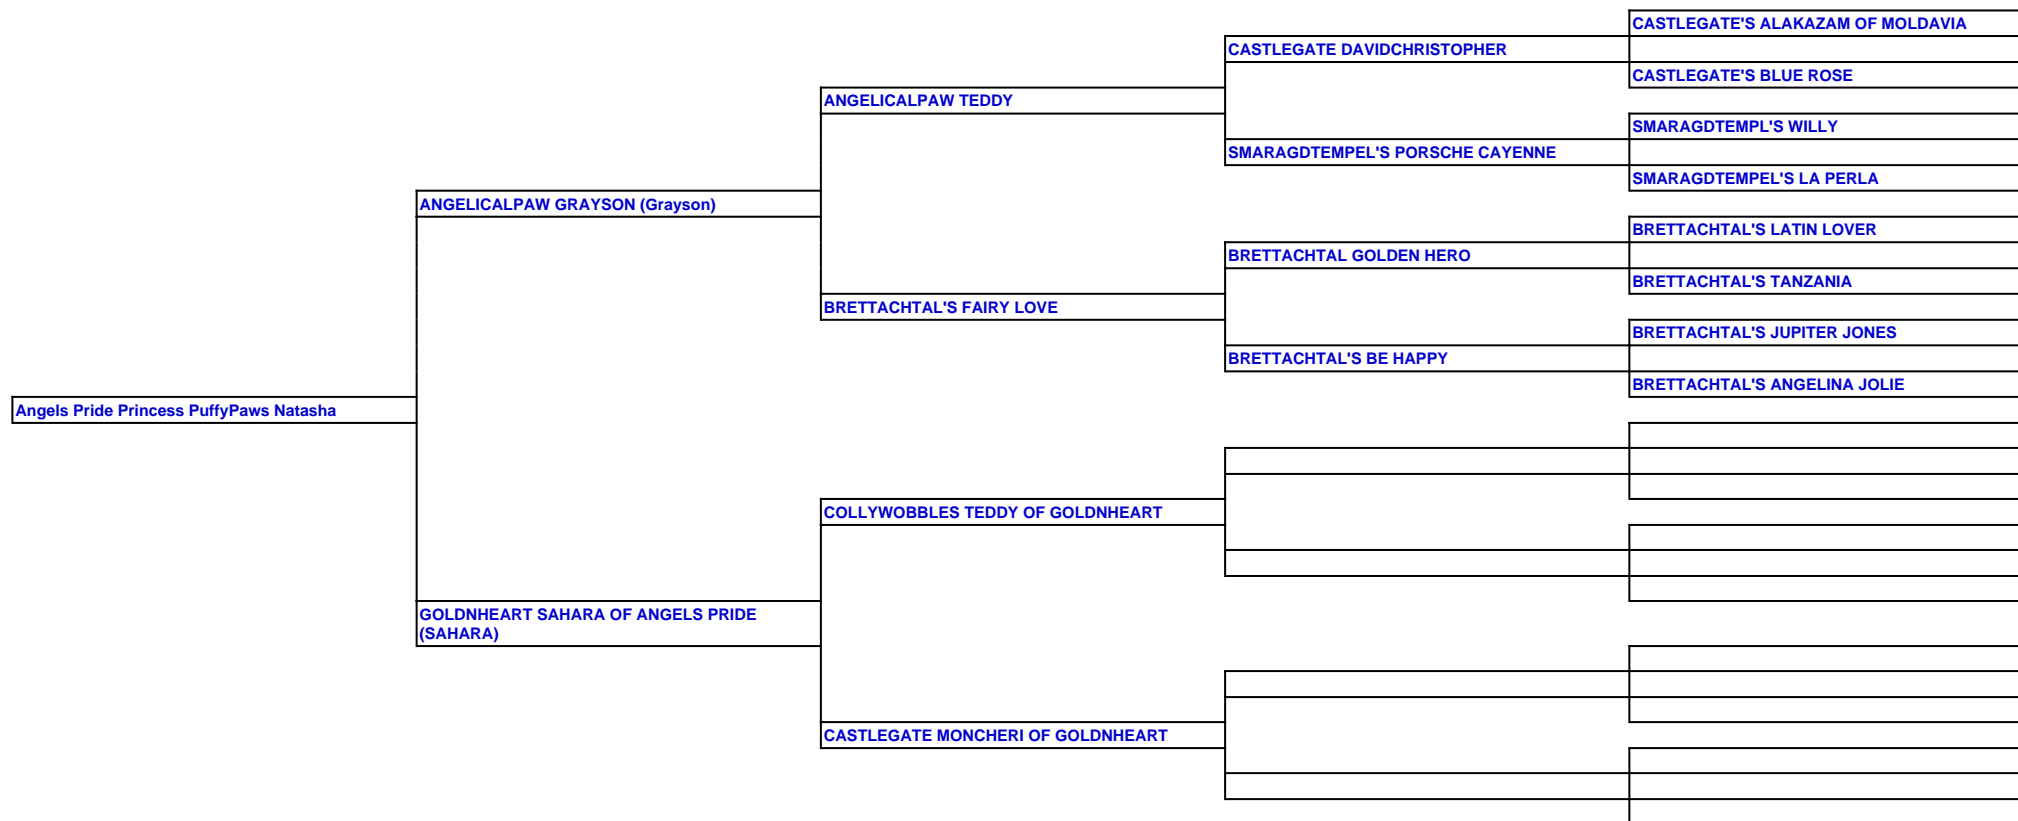 CASTLEGATE'S ALAKAZAM OF MOLDAVIA
CASTLEGATE DAVIDCHRISTOPHER
CASTLEGATE'S BLUE ROSE
ANGELICALPAW TEDDY
SMARAGDTEMPL'S WILLY
SMARAGDTEMPEL'S PORSCHE CAYENNE
SMARAGDTEMPEL'S LA PERLA
ANGELICALPAW GRAYSON (Grayson)
BRETTACHTAL'S LATIN LOVER
BRETTACHTAL GOLDEN HERO
BRETTACHTAL'S TANZANIA
BRETTACHTAL'S FAIRY LOVE
BRETTACHTAL'S JUPITER JONES
BRETTACHTAL'S BE HAPPY
BRETTACHTAL'S ANGELINA JOLIE
Angels Pride Princess PuffyPaws Natasha
COLLYWOBBLES TEDDY OF GOLDNHEART
GOLDNHEART SAHARA OF ANGELS PRIDE
(SAHARA)
CASTLEGATE MONCHERI OF GOLDNHEART